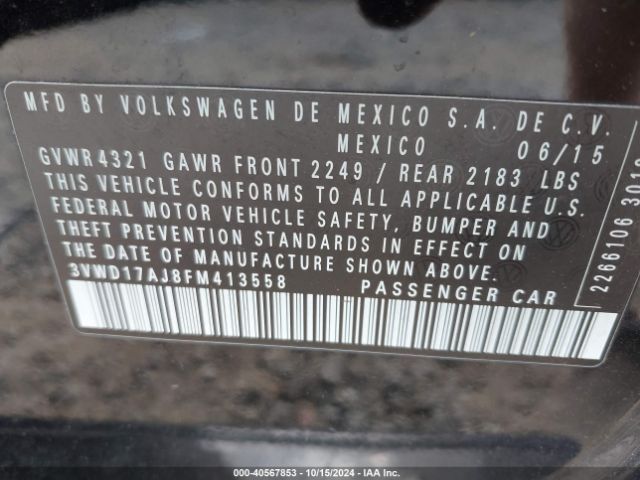 MFD BY VOLKSWAGEN DE MEXICO S.A. DE C.V.
MEXICO 06/15
GVWR 4321 GAWR FRONT 2249 / REAR 2183 LBS
THIS VEHICLE CONFORMS TO ALL APPLICABLE U.S.
FEDERAL MOTOR VEHICLE SAFETY, BUMPER AND
THEFT PREVENTION STANDARDS IN EFFECT ON
THE DATE OF MANUFACTURE SHOWN ABOVE.
3VWD17AJ8FM413558 PASSENGER CAR
2266106
000-40567853 - 10/15/2024 - IAA Inc.